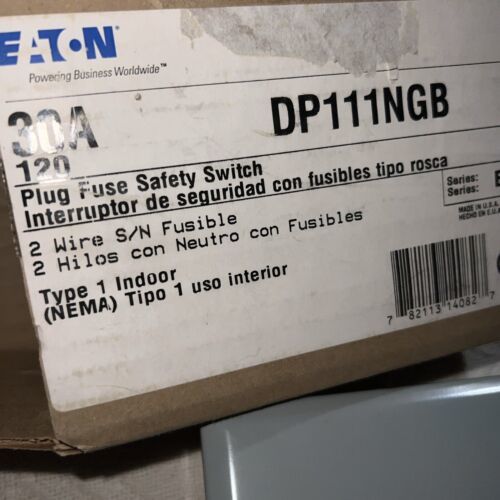 EATON
Powering Business Worldwide™
30A
DP111NGB
120
Plug Fuse Safety Switch
Interruptor de seguridad con fusibles tipo rosca
2 Wire S/N Fusible
2 Hilos con Neutro con Fusibles
Type 1 Indoor
(NEMA) Tipo 1 uso interior
Series:
Series:
MADE IN U.S.A.
HECHO EN E.U.
7 82113 14082 7